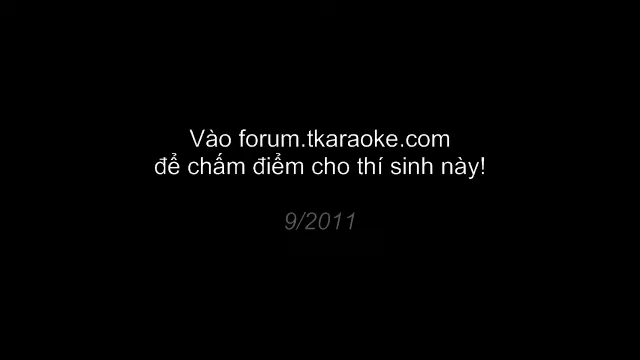 Vào forum.tkaraoke.com
để chấm điểm cho thí sinh này!
9/2011